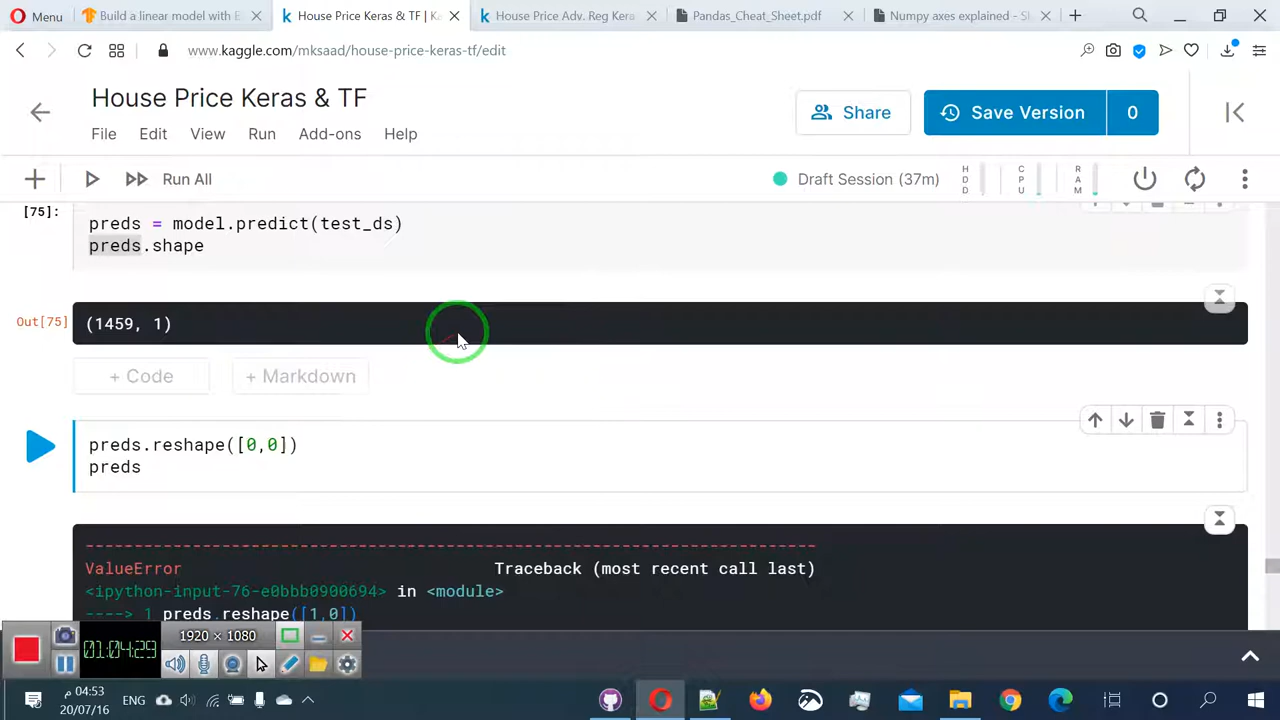 Menu
Build a linear model with E
House Price Keras & TF | K
House Price Adv. Reg Kera
Pandas_Cheat_Sheet.pdf
Numpy axes explained - Sh
www.kaggle.com/mksaad/house-price-keras-tf/edit
House Price Keras & TF
Share
Save Version
0
File Edit View Run Add-ons Help
Run All
Draft Session (37m)
HDD
CPU
RAM
[75]:
preds = model.predict(test_ds)
preds.shape
Out[75]
(1459, 1)
+ Code
+ Markdown
preds.reshape([0,0])
preds
ValueError Traceback (most recent call last)
<ipython-input-76-e0bbb0900694> in <module>
----> 1 preds.reshape([1,0])
01:04:29
1920 × 1080
ENG
04:53 م
20/07/16